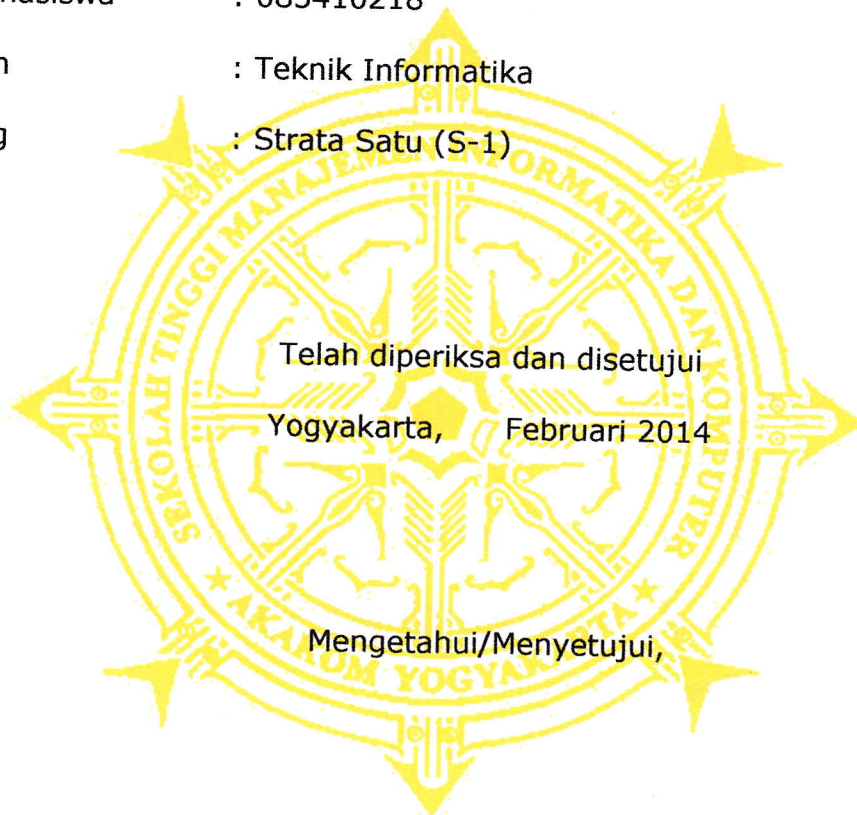 : 085410218
: Teknik Informatika
: Strata Satu (S-1)
SEKOLAH TINGGI MANAJEMEN INFORMATIKA DAN KOMPUTER
Telah diperiksa dan disetujui
Yogyakarta, Februari 2014
Mengetahui/Menyetujui,
★ AKAKOM YOGYAKARTA ★